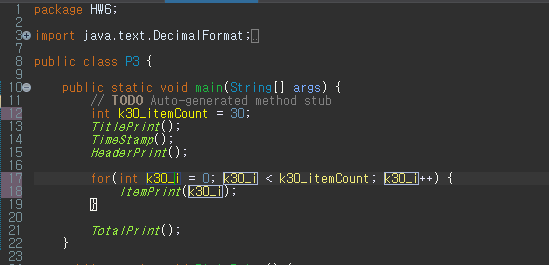 1 package HW6;
2
3 import java.text.DecimalFormat;
7
8 public class P3 {
9
10 public static void main(String[] args) {
11 // TODO Auto-generated method stub
12 int k30_itemCount = 30;
13 TitlePrint();
14 TimeStamp();
15 HeaderPrint();
16
17 for(int k30_i = 0; k30_i < k30_itemCount; k30_i++) {
18 ItemPrint(k30_i);
19 }
20
21 TotalPrint();
22 }